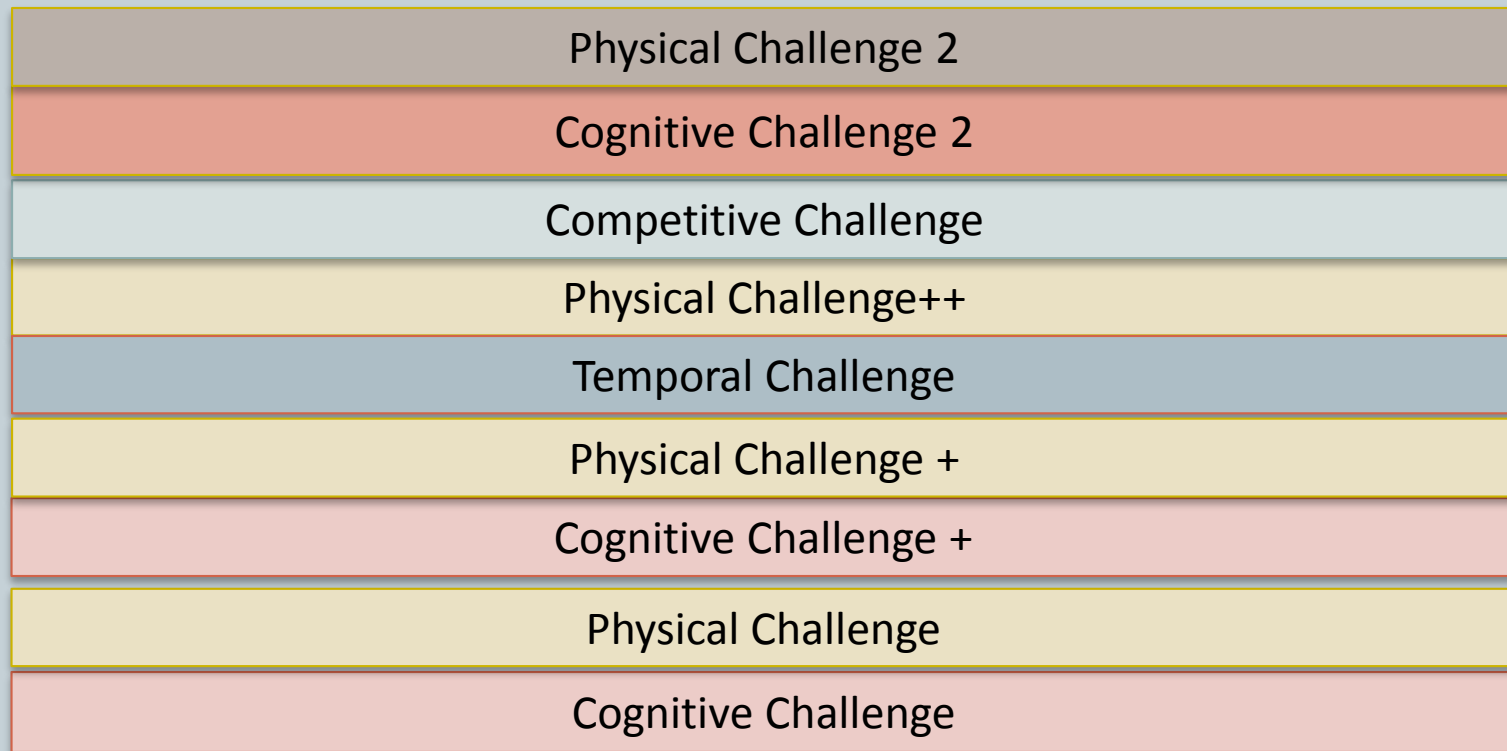 Physical Challenge 2
Cognitive Challenge 2
Competitive Challenge
Physical Challenge++
Temporal Challenge
Physical Challenge +
Cognitive Challenge +
Physical Challenge
Cognitive Challenge